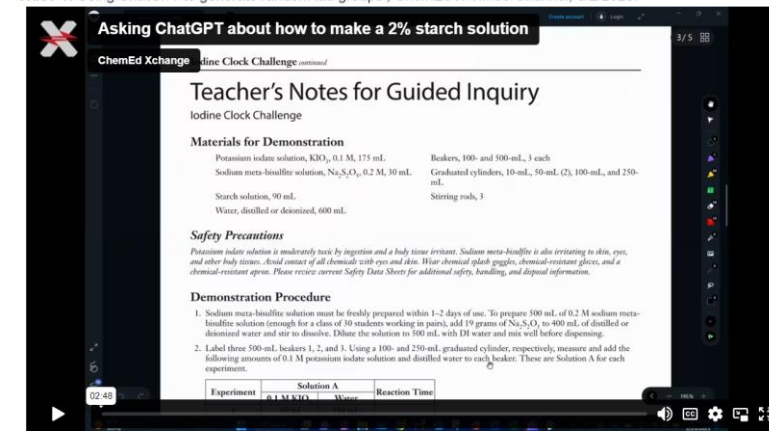 Asking ChatGPT about how to make a 2% starch solution
ChemEd Xchange
Create account
Login
3/5
dine Clock Challenge continued
Teacher's Notes for Guided Inquiry
Iodine Clock Challenge
Materials for Demonstration
Potassium iodate solution, KIO₃, 0.1 M, 175 mL
Beakers, 100- and 500-mL, 3 each
Sodium meta-bisulfite solution, Na₂S₂O₅, 0.2 M, 30 mL
Graduated cylinders, 10-mL, 50-mL (2), 100-mL, and 250-
mL
Starch solution, 90 mL
Stirring rods, 3
Water, distilled or deionized, 600 mL
Safety Precautions
Potassium iodate solution is moderately toxic by ingestion and a body tissue irritant. Sodium meta-bisulfite is also irritating to skin, eyes,
and other body tissues. Avoid contact of all chemicals with eyes and skin. Wear chemical splash goggles, chemical-resistant gloves, and a
chemical-resistant apron. Please review current Safety Data Sheets for additional safety, handling, and disposal information.
Demonstration Procedure
1. Sodium meta-bisulfite solution must be freshly prepared within 1–2 days of use. To prepare 500 mL of 0.2 M sodium meta-
bisulfite solution (enough for a class of 30 students working in pairs), add 19 grams of Na₂S₂O₅ to 400 mL of distilled or
deionized water and stir to dissolve. Dilute the solution to 500 mL with DI water and mix well before dispensing.
2. Label three 500-mL beakers 1, 2, and 3. Using a 100- and 250-mL graduated cylinder, respectively, measure and add the
following amounts of 0.1 M potassium iodate solution and distilled water to each beaker. These are Solution A for each
experiment.
Experiment
Solution A
Reaction Time
0.1 M KIO
Water
02:48
CC